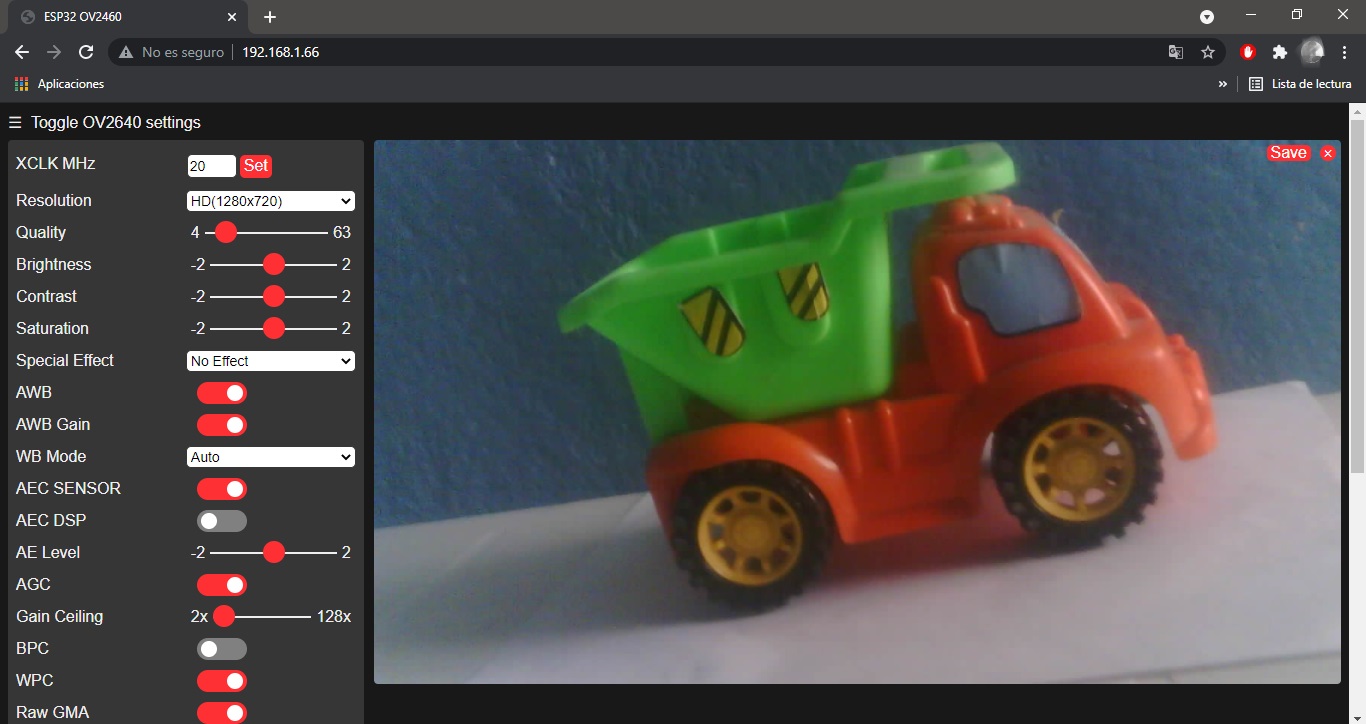 ESP32 OV2460
No es seguro 192.168.1.66
Aplicaciones
» Lista de lectura
☰ Toggle OV2640 settings
XCLK MHz 20 Set
Save ×
Resolution HD(1280x720)
Quality 4 63
Brightness -2 2
Contrast -2 2
Saturation -2 2
Special Effect No Effect
AWB
AWB Gain
WB Mode Auto
AEC SENSOR
AEC DSP
AE Level -2 2
AGC
Gain Ceiling 2x 128x
BPC
WPC
Raw GMA